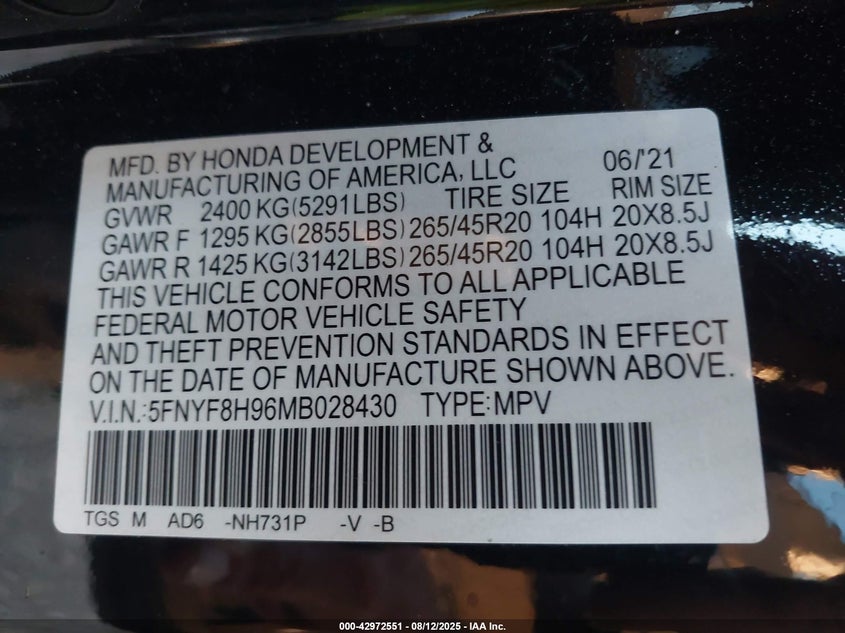 MFD. BY HONDA DEVELOPMENT & MANUFACTURING OF AMERICA, LLC 06/'21
GVWR 2400 KG(5291LBS) TIRE SIZE RIM SIZE
GAWR F 1295 KG(2855LBS) 265/45R20 104H 20X8.5J
GAWR R 1425 KG(3142LBS) 265/45R20 104H 20X8.5J
THIS VEHICLE CONFORMS TO ALL APPLICABLE
FEDERAL MOTOR VEHICLE SAFETY
AND THEFT PREVENTION STANDARDS IN EFFECT
ON THE DATE OF MANUFACTURE SHOWN ABOVE.
V.I.N.:5FNYF8H96MB028430 TYPE:MPV
TGS M AD6 -NH731P -V -B
000-42972551 - 08/12/2025 - IAA Inc.